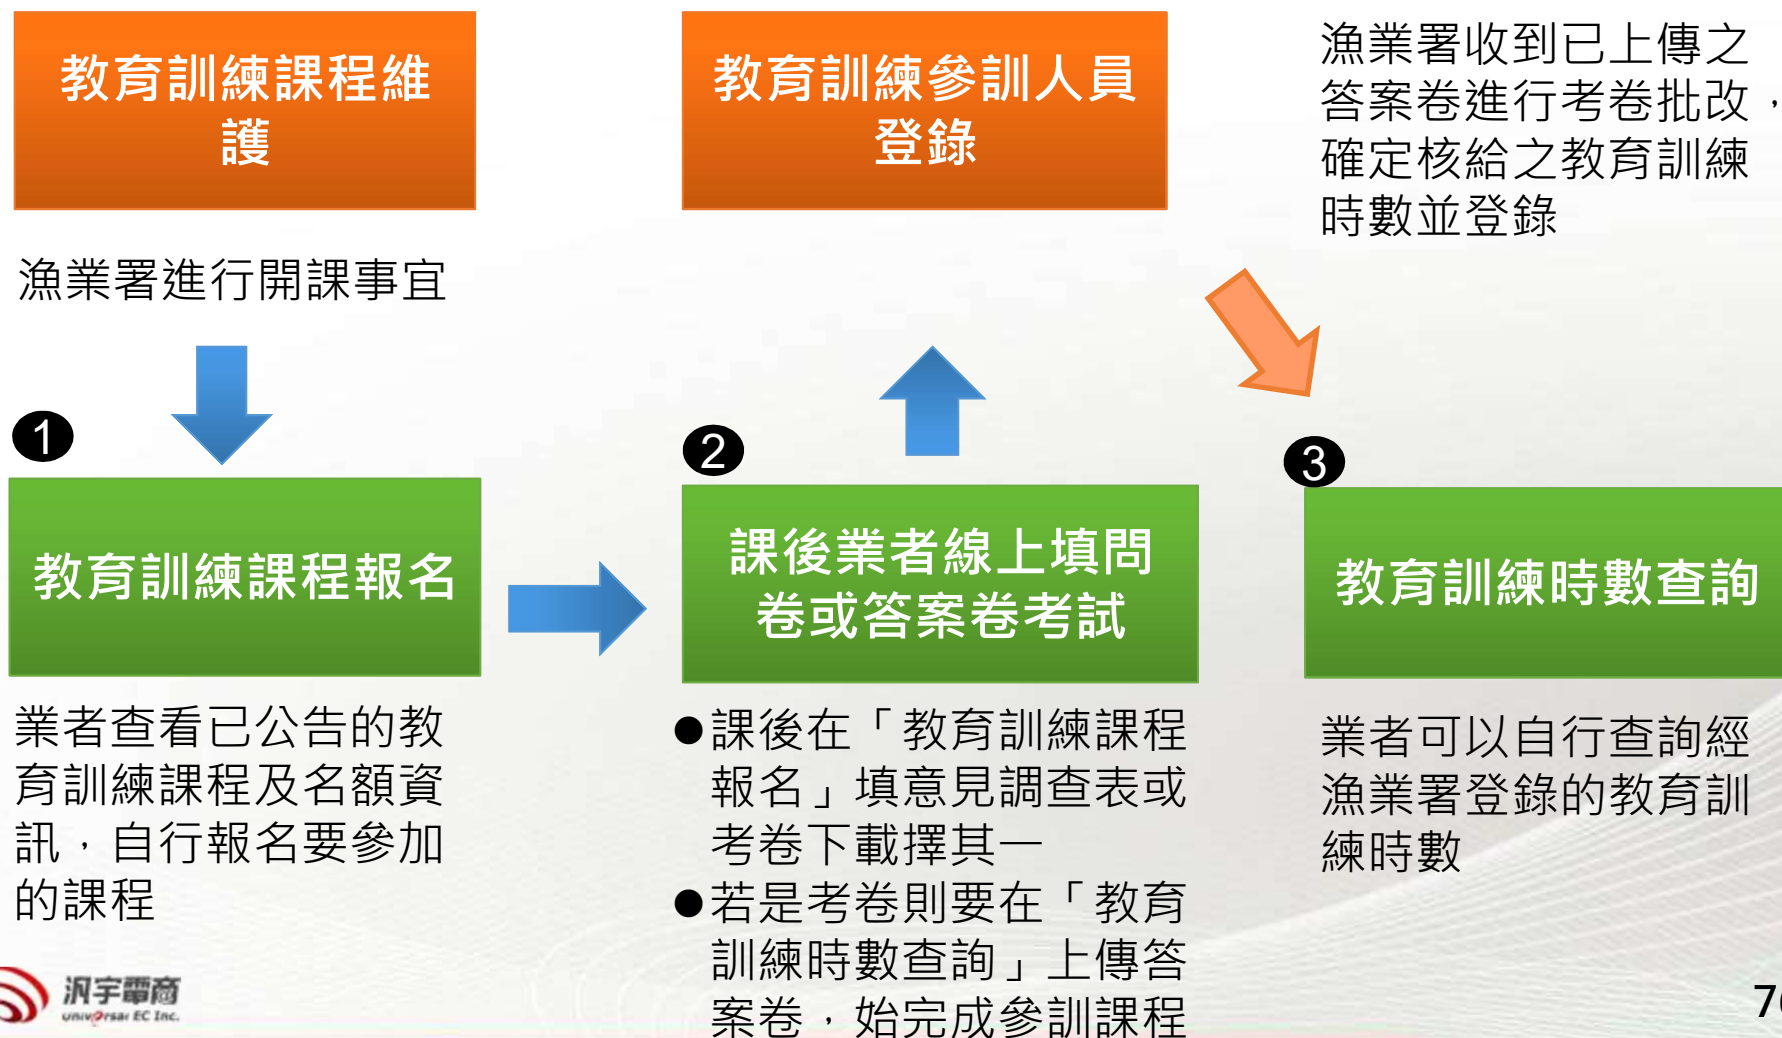 教育訓練課程維
護
漁業署進行開課事宜
教育訓練參訓人員
登錄
漁業署收到已上傳之
答案卷進行考卷批改，
確定核給之教育訓練
時數並登錄
1
教育訓練課程報名
業者查看已公告的教
育訓練課程及名額資
訊，自行報名要參加
的課程
2
課後業者線上填問
卷或答案卷考試
●課後在「教育訓練課程
報名」填意見調查表或
考卷下載擇其一
●若是考卷則要在「教育
訓練時數查詢」上傳答
案卷，始完成參訓課程
3
教育訓練時數查詢
業者可以自行查詢經
漁業署登錄的教育訓
練時數
汎宇電商
Universal EC Inc.